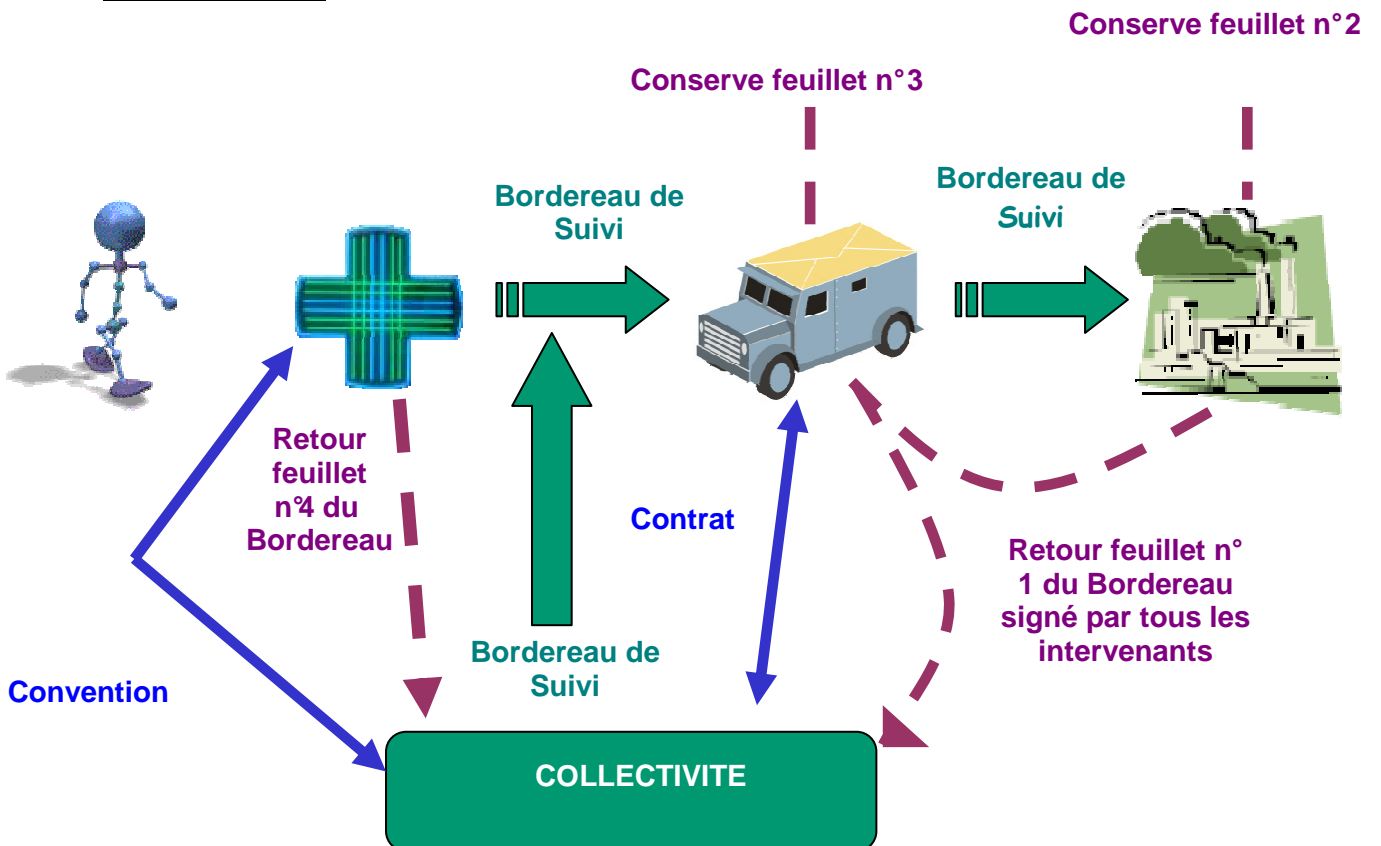 Conserve feuillet n°2
Conserve feuillet n°3
Bordereau de
Suivi
Bordereau de
Suivi
Retour
feuillet
n°4 du
Bordereau
Contrat
Retour feuillet n°
1 du Bordereau
signé par tous les
intervenants
Bordereau de
Suivi
Convention
COLLECTIVITE